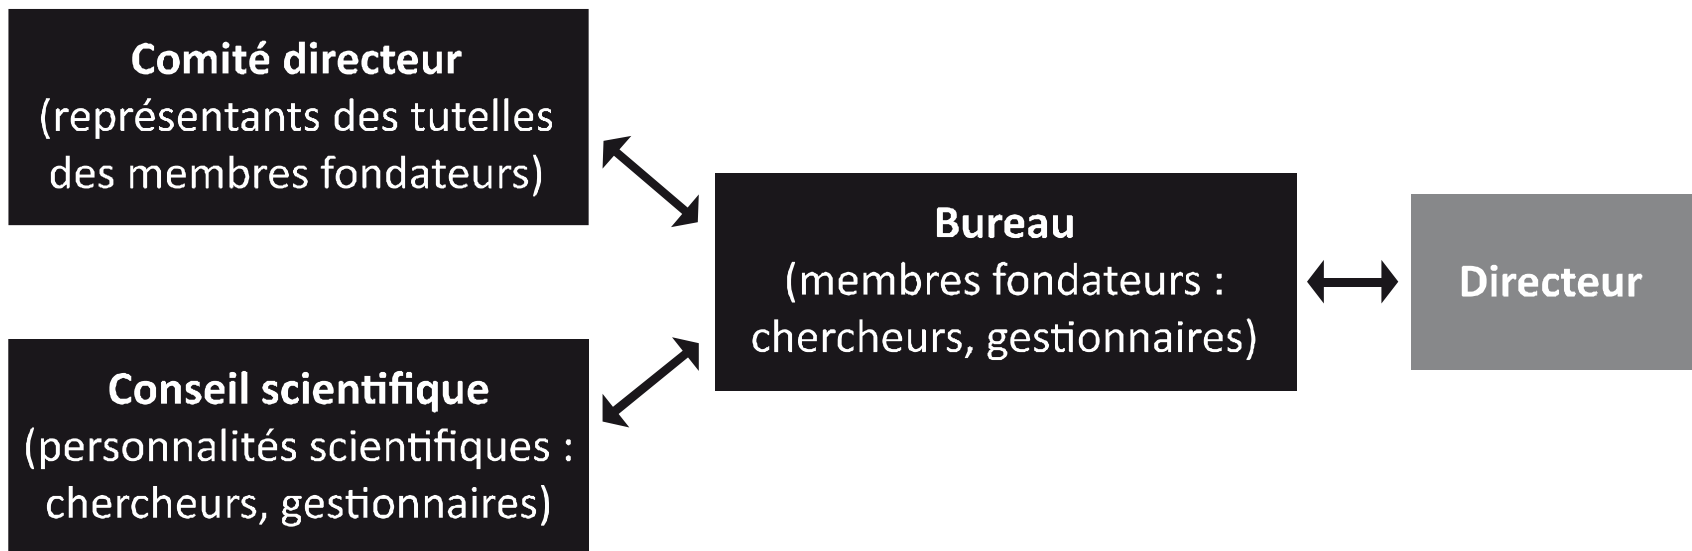 Comité directeur
(représentants des tutelles
des membres fondateurs)
Conseil scientifique
(personnalités scientifiques :
chercheurs, gestionnaires)
Bureau
(membres fondateurs :
chercheurs, gestionnaires)
Directeur